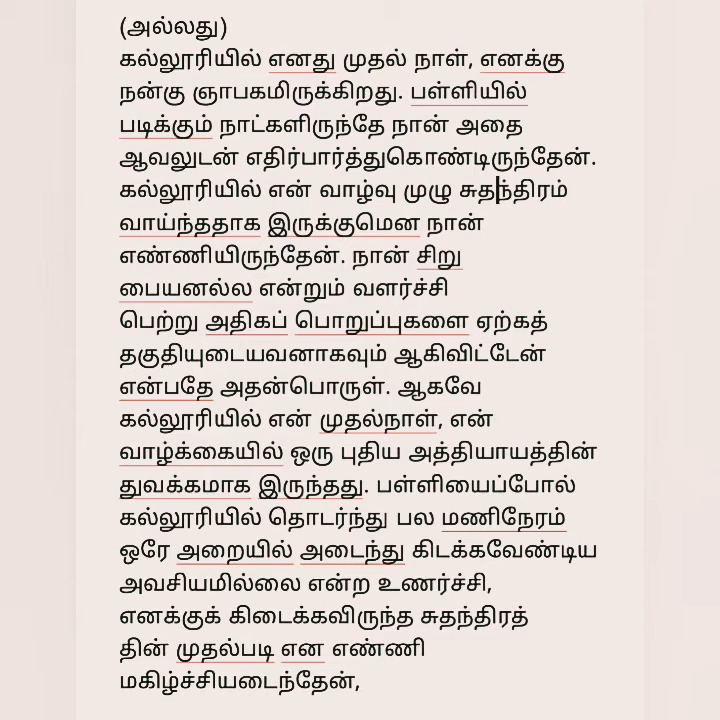 (அல்லது)
கல்லூரியில் எனது முதல் நாள், எனக்கு
நன்கு ஞாபகமிருக்கிறது. பள்ளியில்
படிக்கும் நாட்களிருந்தே நான் அதை
ஆவலுடன் எதிர்பார்த்துகொண்டிருந்தேன்.
கல்லூரியில் என் வாழ்வு முழு சுதந்திரம்
வாய்ந்ததாக இருக்குமென நான்
எண்ணியிருந்தேன். நான் சிறு
பையனல்ல என்றும் வளர்ச்சி
பெற்று அதிகப் பொறுப்புகளை ஏற்கத்
தகுதியுடையவனாகவும் ஆகிவிட்டேன்
என்பதே அதன்பொருள். ஆகவே
கல்லூரியில் என் முதல்நாள், என்
வாழ்க்கையில் ஒரு புதிய அத்தியாயத்தின்
துவக்கமாக இருந்தது. பள்ளியைப்போல்
கல்லூரியில் தொடர்ந்து பல மணிநேரம்
ஒரே அறையில் அடைந்து கிடக்கவேண்டிய
அவசியமில்லை என்ற உணர்ச்சி,
எனக்குக் கிடைக்கவிருந்த சுதந்திரத்
தின் முதல்படி என எண்ணி
மகிழ்ச்சியடைந்தேன்,